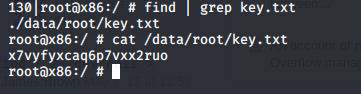 130|root@x86:/ # find | grep key.txt
./data/root/key.txt
root@x86:/ # cat /data/root/key.txt
x7vyfyxcaq6p7vxx2ruo
root@x86:/ #